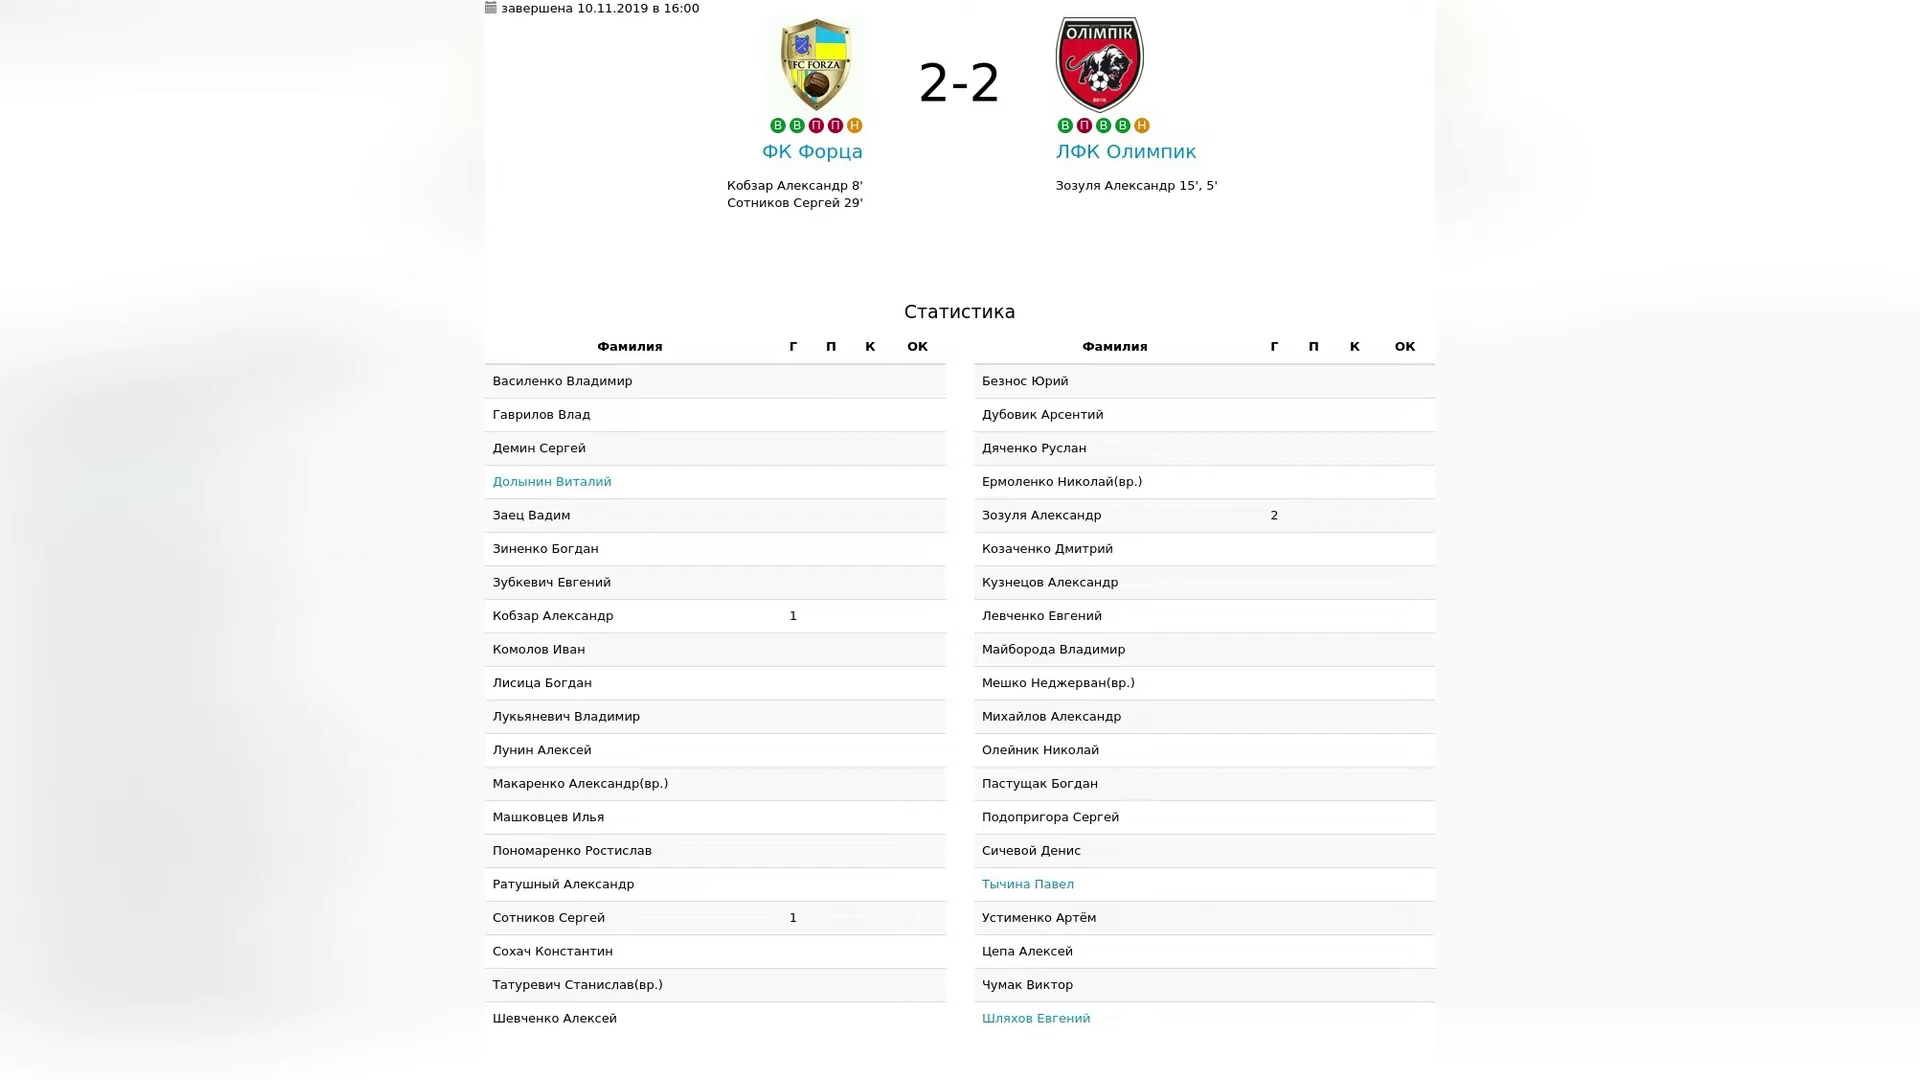 завершена 10.11.2019 в 16:00
FC FORZA
ОЛІМПІК
2-2
В В П П Н
В П В В Н
ФК Форца
ЛФК Олимпик
Кобзар Александр 8'
Сотников Сергей 29'
Зозуля Александр 15', 5'
Статистика
Фамилия Г П К ОК
Фамилия Г П К ОК
Василенко Владимир
Безнос Юрий
Гаврилов Влад
Дубовик Арсентий
Демин Сергей
Дяченко Руслан
Долынин Виталий
Ермоленко Николай(вр.)
Заец Вадим
Зозуля Александр 2
Зиненко Богдан
Козаченко Дмитрий
Зубкевич Евгений
Кузнецов Александр
Кобзар Александр 1
Левченко Евгений
Комолов Иван
Майборода Владимир
Лисица Богдан
Мешко Неджерван(вр.)
Лукьяневич Владимир
Михайлов Александр
Лунин Алексей
Олейник Николай
Макаренко Александр(вр.)
Пастущак Богдан
Машковцев Илья
Подопригора Сергей
Пономаренко Ростислав
Сичевой Денис
Ратушный Александр
Тычина Павел
Сотников Сергей 1
Устименко Артём
Сохач Константин
Цепа Алексей
Татуревич Станислав(вр.)
Чумак Виктор
Шевченко Алексей
Шляхов Евгений